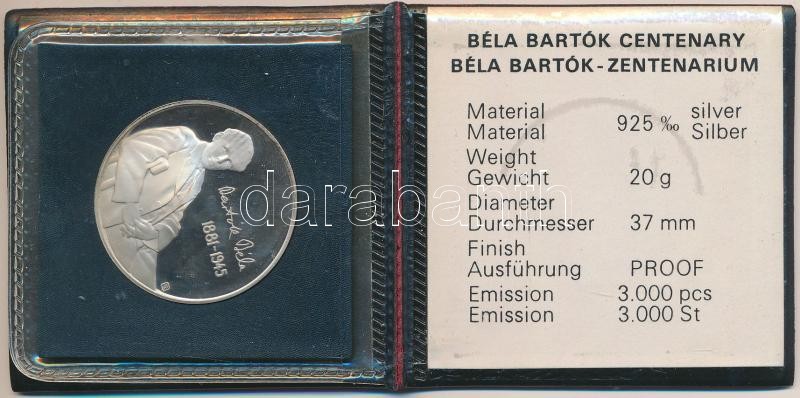 Bartók Béla
1881-1945
BÉLA BARTÓK CENTENARY
BÉLA BARTÓK-ZENTENARIUM
Material 925 ‰ silver
Material Silber
Weight
Gewicht 20 g
Diameter
Durchmesser 37 mm
Finish
Ausführung PROOF
Emission 3.000 pcs
Emission 3.000 St
darabanth